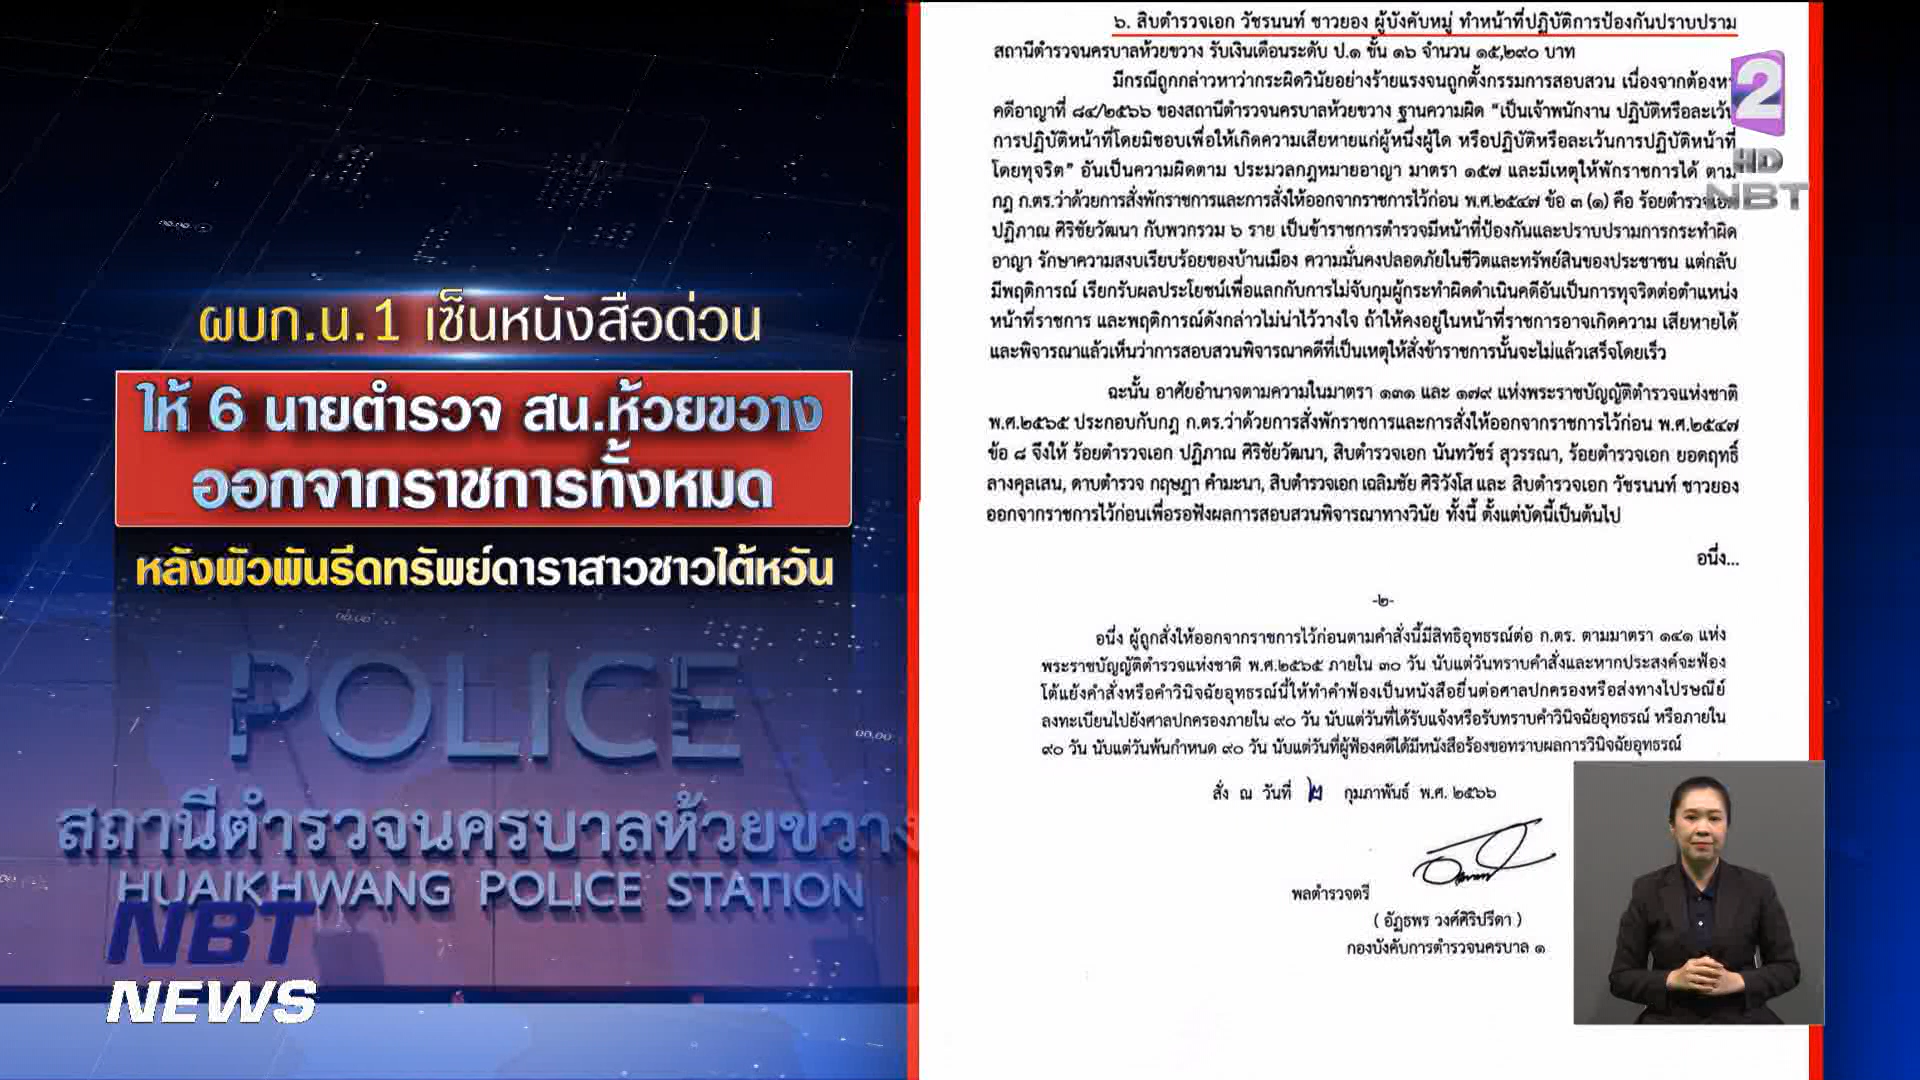 ผบก.น.1 เซ็นหนังสือด่วน
ให้ 6 นายตำรวจ สน.ห้วยขวาง
ออกจากราชการทั้งหมด
หลังพัวพันรีดทรัพย์ดาราสาวชาวไต้หวัน
POLICE
สถานีตำรวจนครบาลห้วยขวาง
HUAIKHWANG POLICE STATION
NBT
NEWS
๖. สิบตำรวจเอก วัชรนนท์ ชาวยอง ผู้บังคับหมู่ ทำหน้าที่ปฏิบัติการป้องกันปราบปราม
สถานีตำรวจนครบาลห้วยขวาง รับเงินเดือนระดับ ป.๑ ขั้น ๑๖ จำนวน ๑๕,๒๙๐ บาท
มีกรณีถูกกล่าวหาว่ากระผิดวินัยอย่างร้ายแรงจนถูกตั้งกรรมการสอบสวน เนื่องจากต้องหา
คดีอาญาที่ ๘๔/๒๕๖๖ ของสถานีตำรวจนครบาลห้วยขวาง ฐานความผิด “เป็นเจ้าพนักงาน ปฏิบัติหรือละเว้น
การปฏิบัติหน้าที่โดยมิชอบเพื่อให้เกิดความเสียหายแก่ผู้หนึ่งผู้ใด หรือปฏิบัติหรือละเว้นการปฏิบัติหน้าที่
โดยทุจริต” อันเป็นความผิดตาม ประมวลกฎหมายอาญา มาตรา ๑๕๗ และมีเหตุให้พักราชการได้ ตาม
กฎ ก.ตร.ว่าด้วยการสั่งพักราชการและการสั่งให้ออกจากราชการไว้ก่อน พ.ศ.๒๕๔๗ ข้อ ๓ (๑) คือ ร้อยตำรวจเอก
ปฏิภาณ ศิริชัยวัฒนา กับพวกรวม ๖ ราย เป็นข้าราชการตำรวจมีหน้าที่ป้องกันและปราบปรามการกระทำผิด
อาญา รักษาความสงบเรียบร้อยของบ้านเมือง ความมั่นคงปลอดภัยในชีวิตและทรัพย์สินของประชาชน แต่กลับ
มีพฤติการณ์ เรียกรับผลประโยชน์เพื่อแลกกับการไม่จับกุมผู้กระทำผิดดำเนินคดีอันเป็นการทุจริตต่อตำแหน่ง
หน้าที่ราชการ และพฤติการณ์ดังกล่าวไม่น่าไว้วางใจ ถ้าให้คงอยู่ในหน้าที่ราชการอาจเกิดความ เสียหายได้
และพิจารณาแล้วเห็นว่าการสอบสวนพิจารณาคดีที่เป็นเหตุให้สั่งข้าราชการนั้นจะไม่แล้วเสร็จโดยเร็ว
ฉะนั้น อาศัยอำนาจตามความในมาตรา ๑๓๑ และ ๑๗๙ แห่งพระราชบัญญัติตำรวจแห่งชาติ
พ.ศ.๒๕๖๕ ประกอบกับกฎ ก.ตร.ว่าด้วยการสั่งพักราชการและการสั่งให้ออกจากราชการไว้ก่อน พ.ศ.๒๕๔๗
ข้อ ๘ จึงให้ ร้อยตำรวจเอก ปฏิภาณ ศิริชัยวัฒนา, สิบตำรวจเอก นันทวัชร์ สุวรรณา, ร้อยตำรวจเอก ยอดฤทธิ์
ลางคุลเสน, ดาบตำรวจ กฤษฎา คำมะนา, สิบตำรวจเอก เฉลิมชัย ศิริวังโส และ สิบตำรวจเอก วัชรนนท์ ชาวยอง
ออกจากราชการไว้ก่อนเพื่อรอฟังผลการสอบสวนพิจารณาทางวินัย ทั้งนี้ ตั้งแต่บัดนี้เป็นต้นไป
อนึ่ง...
-๒-
อนึ่ง ผู้ถูกสั่งให้ออกจากราชการไว้ก่อนตามคำสั่งนี้มีสิทธิอุทธรณ์ต่อ ก.ตร. ตามมาตรา ๑๔๑ แห่ง
พระราชบัญญัติตำรวจแห่งชาติ พ.ศ.๒๕๖๕ ภายใน ๓๐ วัน นับแต่วันทราบคำสั่งและหากประสงค์จะฟ้อง
โต้แย้งคำสั่งหรือคำวินิจฉัยอุทธรณ์นี้ให้ทำคำฟ้องเป็นหนังสือยื่นต่อศาลปกครองหรือส่งทางไปรษณีย์
ลงทะเบียนไปยังศาลปกครองภายใน ๙๐ วัน นับแต่วันที่ได้รับแจ้งหรือรับทราบคำวินิจฉัยอุทธรณ์ หรือภายใน
๙๐ วัน นับแต่วันพ้นกำหนด ๙๐ วัน นับแต่วันที่ผู้ฟ้องคดีได้มีหนังสือร้องขอทราบผลการวินิจฉัยอุทธรณ์
สั่ง ณ วันที่ ๒ กุมภาพันธ์ พ.ศ. ๒๕๖๖
พลตำรวจตรี
( อัฏธพร วงศ์ศิริปรีดา )
กองบังคับการตำรวจนครบาล ๑
2
HD
NBT